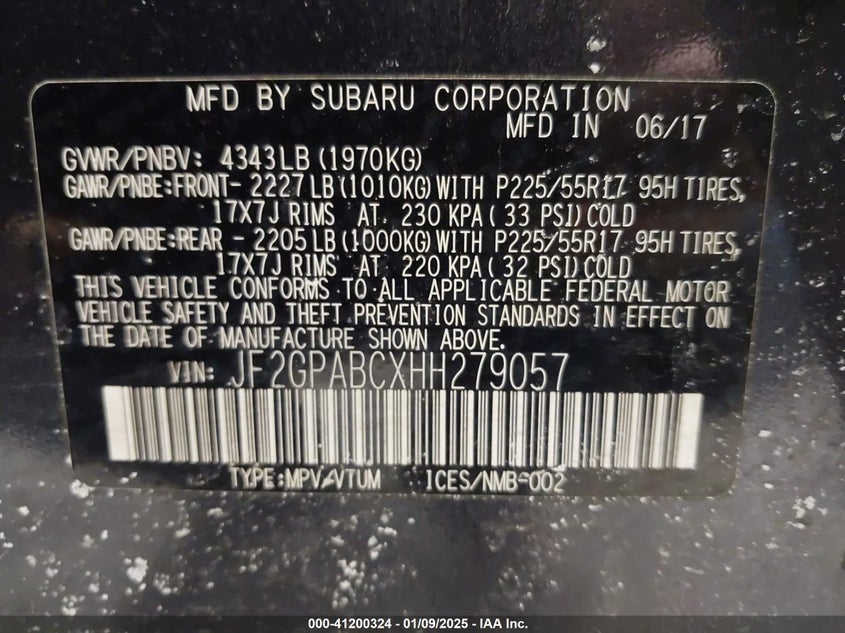 MFD BY SUBARU CORPORATION
MFD IN 06/17
GVWR/PNBV: 4343LB (1970KG)
GAWR/PNBE:FRONT- 2227LB(1010KG)WITH P225/55R17 95H TIRES,
17X7J RIMS AT 230 KPA ( 33 PSI) COLD
GAWR/PNBE:REAR - 2205LB(1000KG)WITH P225/55R17 95H TIRES,
17X7J RIMS AT 220 KPA ( 32 PSI) COLD
THIS VEHICLE CONFORMS TO ALL APPLICABLE FEDERAL MOTOR
VEHICLE SAFETY AND THEFT PREVENTION STANDARDS IN EFFECT ON
THE DATE OF MANUFACTURE SHOWN ABOVE.
VIN: JF2GPABCXHH279057
TYPE:MPV/VTUM ICES/NMB-002
000-41200324 - 01/09/2025 - IAA Inc.